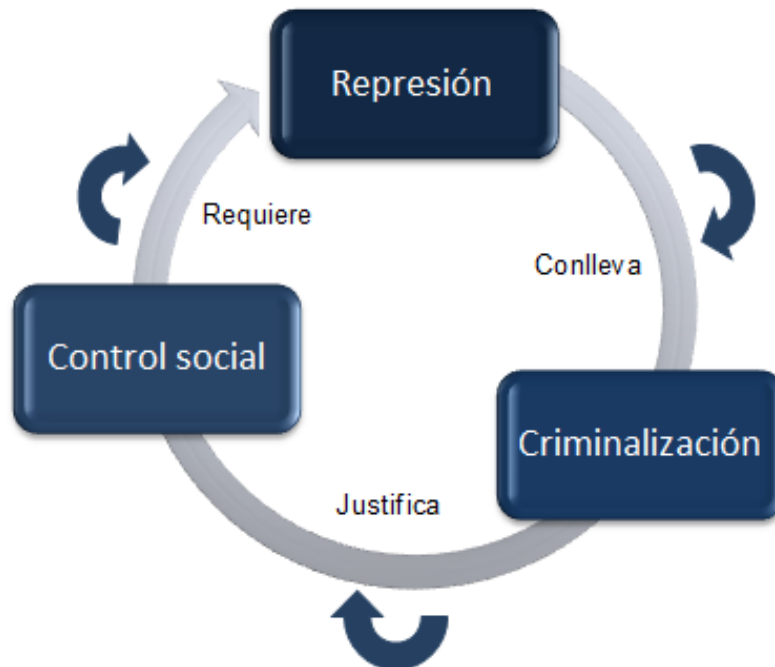 Represión
Requiere
Conlleva
Control social
Criminalización
Justifica